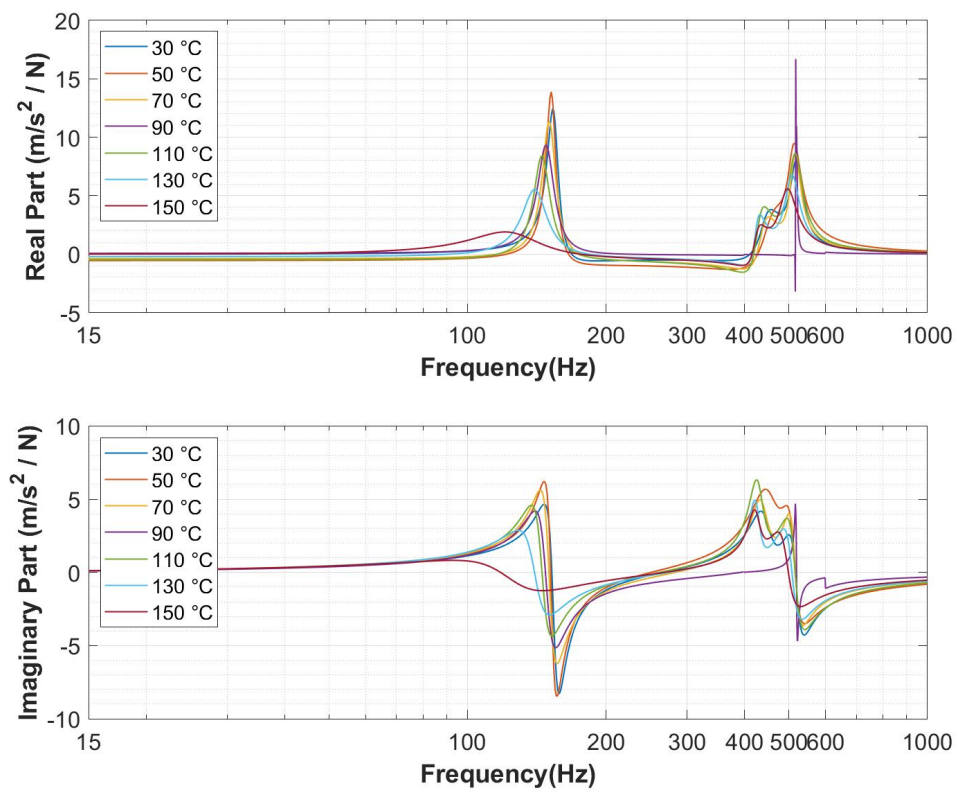 20
15
10
5
0
-5
Real Part (m/s² / N)
30 °C
50 °C
70 °C
90 °C
110 °C
130 °C
150 °C
15 100 200 300 400 500 600 1000
Frequency(Hz)
10
5
0
-5
-10
Imaginary Part (m/s² / N)
30 °C
50 °C
70 °C
90 °C
110 °C
130 °C
150 °C
15 100 200 300 400 500 600 1000
Frequency(Hz)